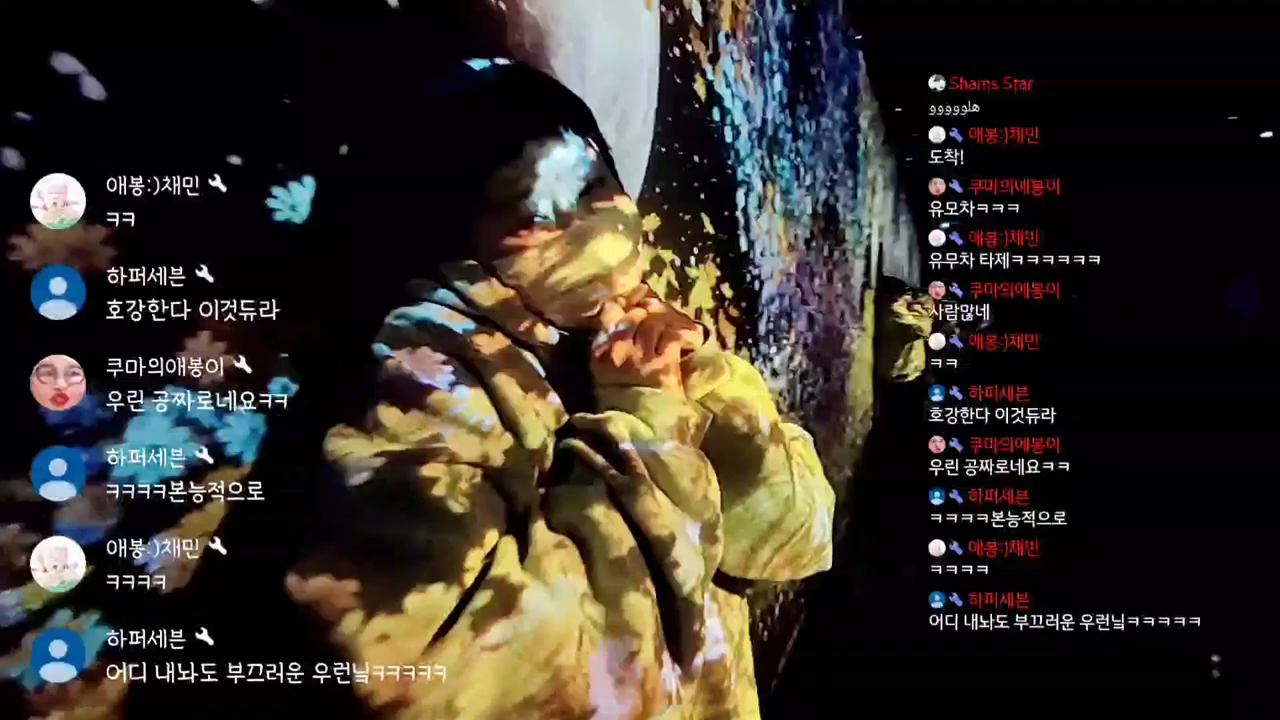 애봉:)채민
ㅋㅋ
하퍼세븐
호강한다 이것듀라
쿠마의애봉이
우린 공짜로네요ㅋㅋ
하퍼세븐
ㅋㅋㅋㅋ본능적으로
애봉:)채민
ㅋㅋㅋㅋ
하퍼세븐
어디 내놔도 부끄러운 우런닠ㅋㅋㅋㅋㅋ
Shams Star
هلووووو
애봉:)채민
도착!
쿠마의애봉이
유모차ㅋㅋㅋ
애봉:)채민
유무차 타제ㅋㅋㅋㅋㅋㅋ
쿠마의애봉이
사람많네
애봉:)채민
ㅋㅋ
하퍼세븐
호강한다 이것듀라
쿠마의애봉이
우린 공짜로네요ㅋㅋ
하퍼세븐
ㅋㅋㅋㅋ본능적으로
애봉:)채민
ㅋㅋㅋㅋ
하퍼세븐
어디 내놔도 부끄러운 우런닠ㅋㅋㅋㅋㅋ